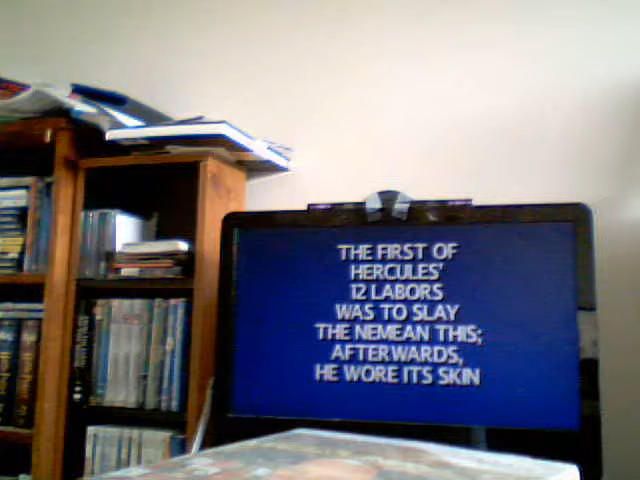 THE FIRST OF
HERCULES'
12 LABORS
WAS TO SLAY
THE NEMEAN THIS;
AFTERWARDS,
HE WORE ITS SKIN